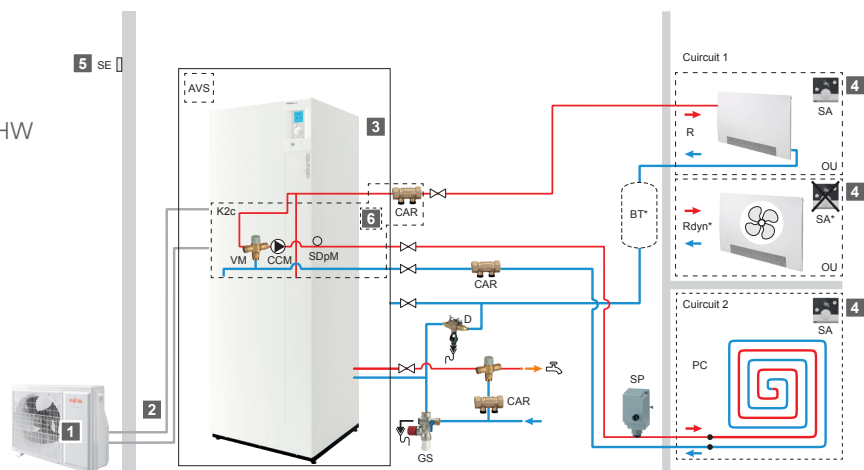 HW
5 SE
AVS
3
Cuircuit 1
4
SA
R
OU
CAR
K2c
6
BT*
4
SA*
Rdyn*
OU
VM
CCM
SDpM
CAR
Cuircuit 2
4
SA
D
PC
SP
2
1
CAR
GS